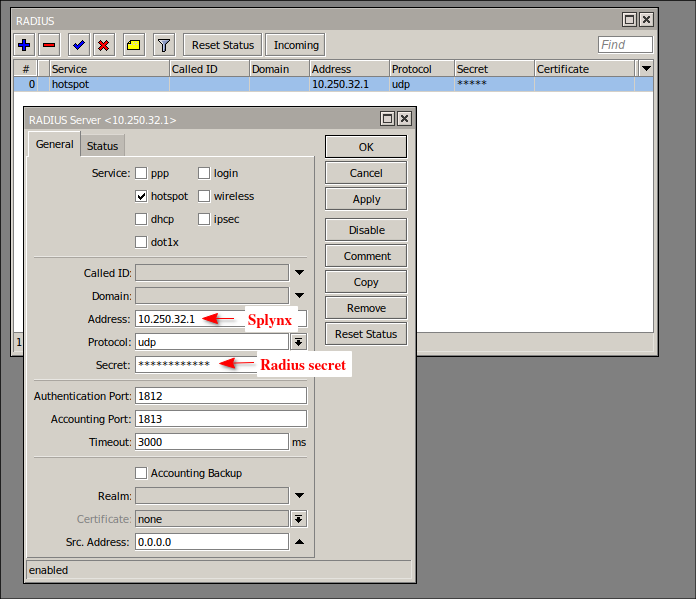 RADIUS
Reset Status Incoming Find
# Service Called ID Domain Address Protocol Secret Certificate
0 hotspot 10.250.32.1 udp *****
RADIUS Server <10.250.32.1>
General Status
Service: ppp login
hotspot wireless
dhcp ipsec
dot1x
Called ID:
Domain:
Address: 10.250.32.1 Splynx
Protocol: udp
Secret: ************ Radius secret
Authentication Port: 1812
Accounting Port: 1813
Timeout: 3000 ms
Accounting Backup
Realm:
Certificate: none
Src. Address: 0.0.0.0
enabled
OK
Cancel
Apply
Disable
Comment
Copy
Remove
Reset Status
1